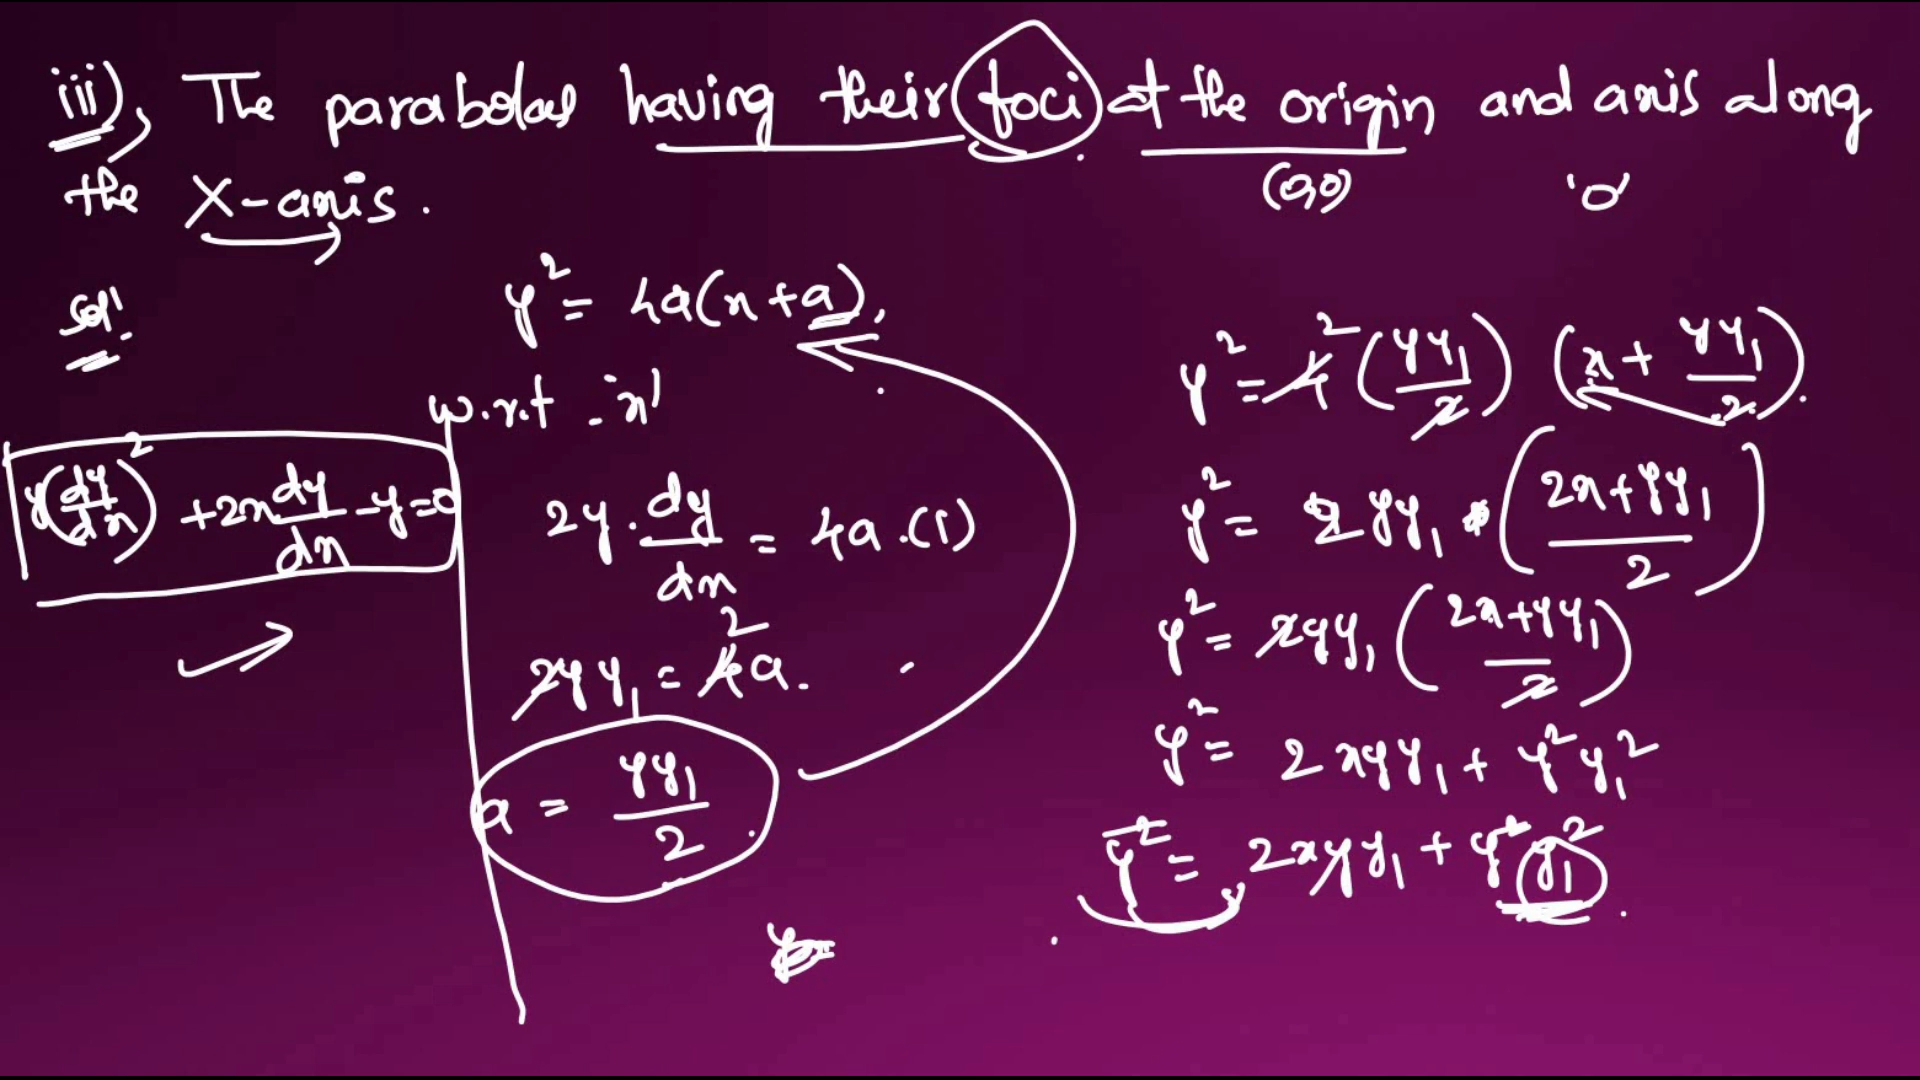 iii), The parabolas having their foci at the origin and axis along
the X-axis.
(0,0) 'o'
sol:
y² = 4a(x+a),
w.r.t 'x'
2y.dy/dx = 4a.(1)
2yy₁ = 4a. 2
a = yy₁/2
y² = 4 2 (yy₁/2) (x + yy₁/2).
y² = 2yy₁ (2x+yy₁/2)
y² = 2yy₁ (2x+yy₁/2)
y² = 2xyy₁ + y²y₁²
y² = 2xyy₁ + y²y₁².
y(dy/dx)² + 2x dy/dx - y = 0